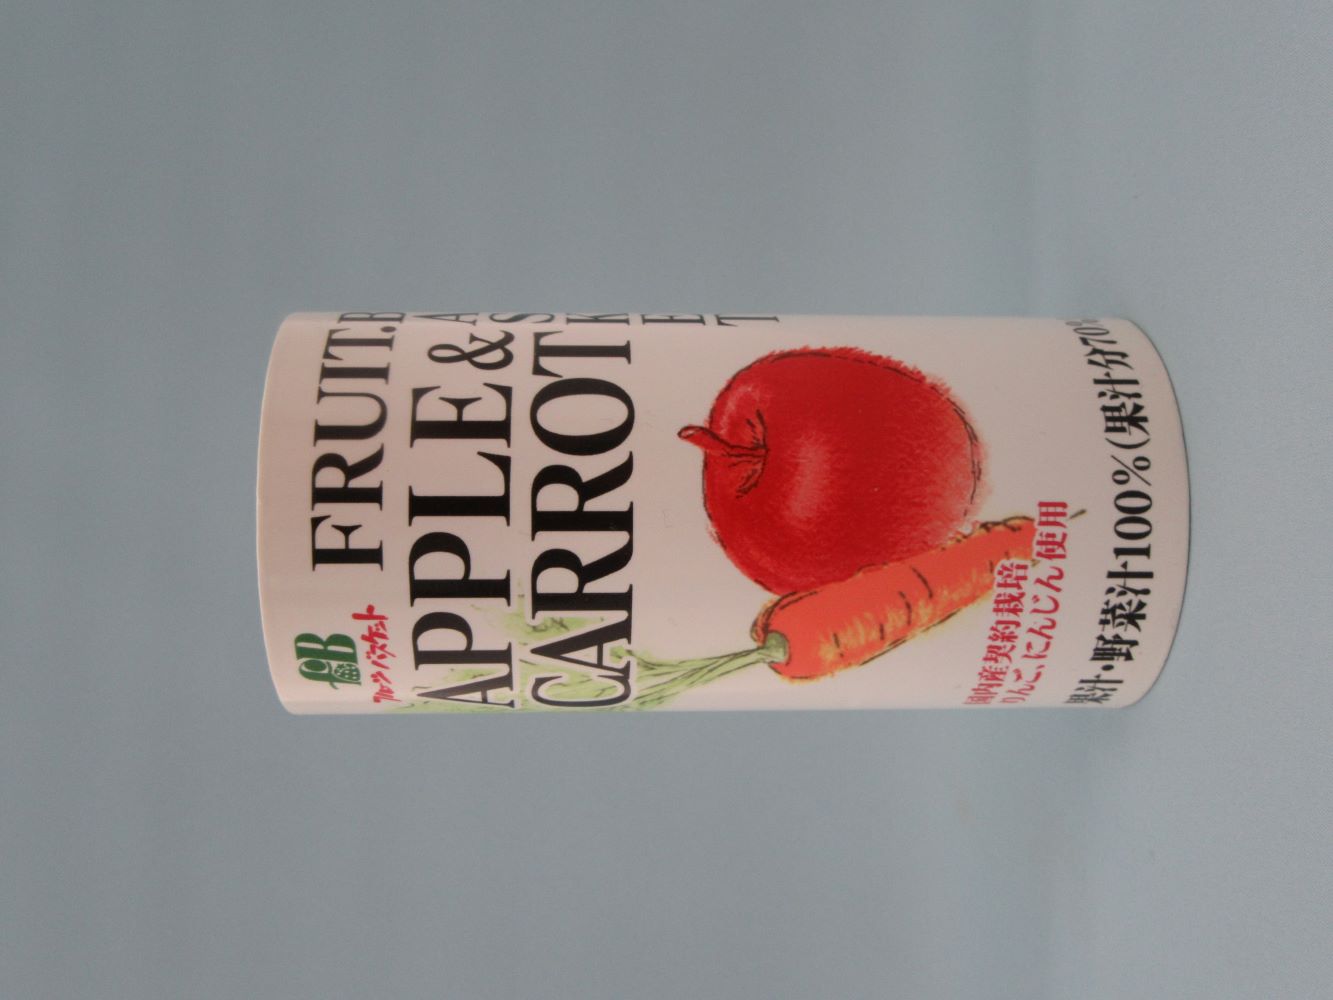 fB
フルーツバスケット
FRUIT.B
A
S
K
E
T
APPLE &
CARROT
国内産契約栽培
りんご、にんじん使用
果汁・野菜汁100%(果汁分70%